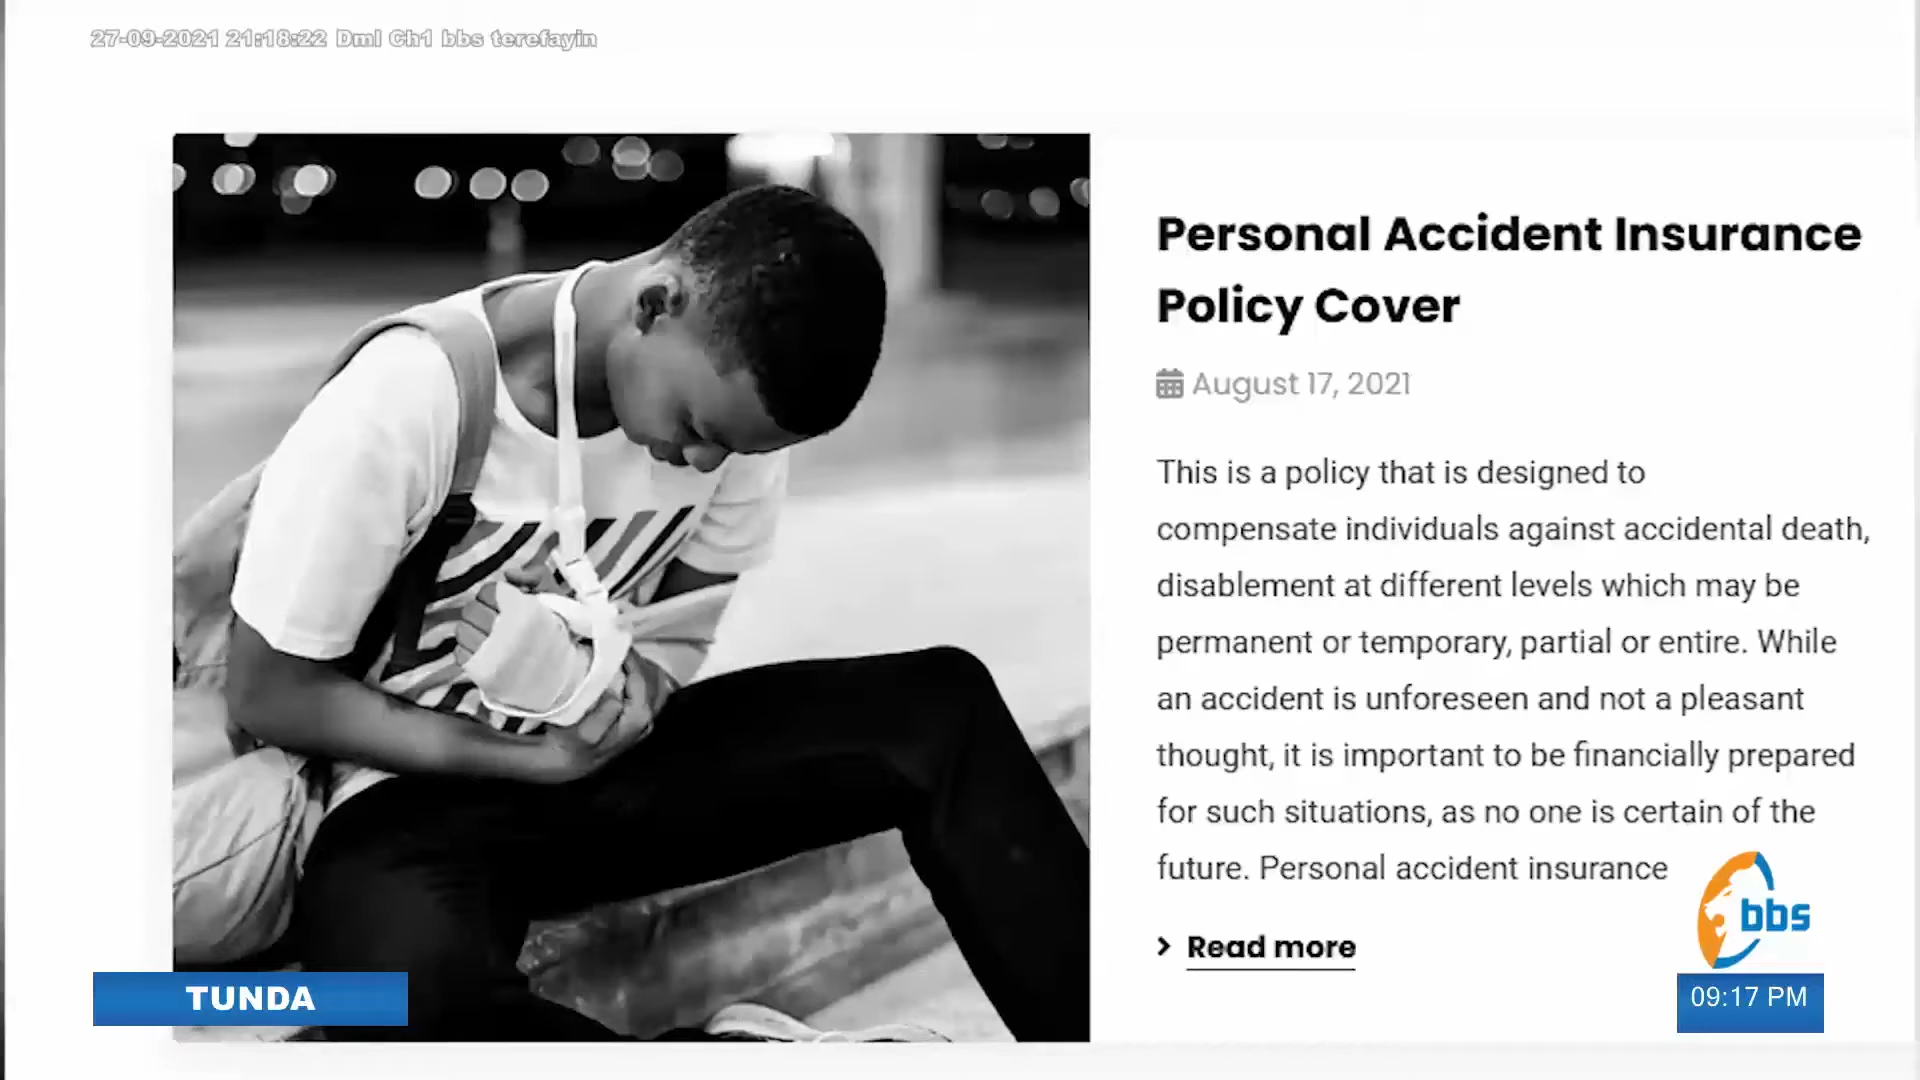 27-09-2021 21:18:22 Dml Ch1 bbs terefayin
Personal Accident Insurance
Policy Cover
August 17, 2021
This is a policy that is designed to
compensate individuals against accidental death,
disablement at different levels which may be
permanent or temporary, partial or entire. While
an accident is unforeseen and not a pleasant
thought, it is important to be financially prepared
for such situations, as no one is certain of the
future. Personal accident insurance
bbs
Read more
TUNDA
09:17 PM